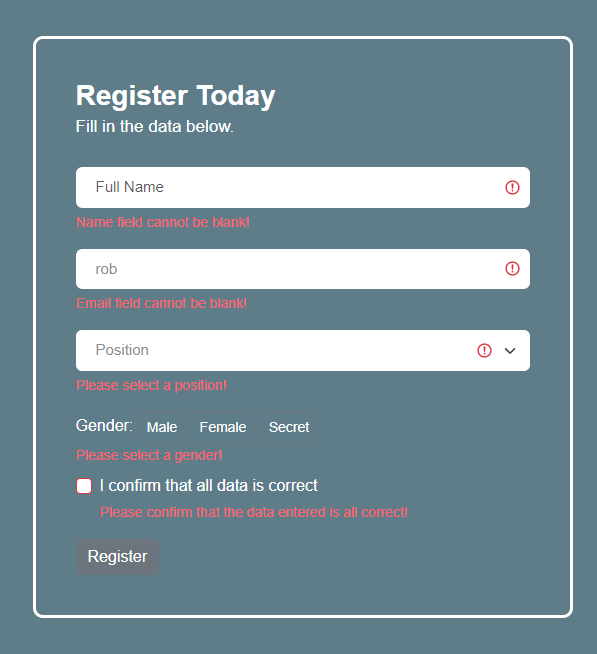 Register Today
Fill in the data below.
Full Name
Name field cannot be blank!
rob
Email field cannot be blank!
Position
Please select a position!
Gender: Male Female Secret
Please select a gender!
I confirm that all data is correct
Please confirm that the data entered is all correct!
Register